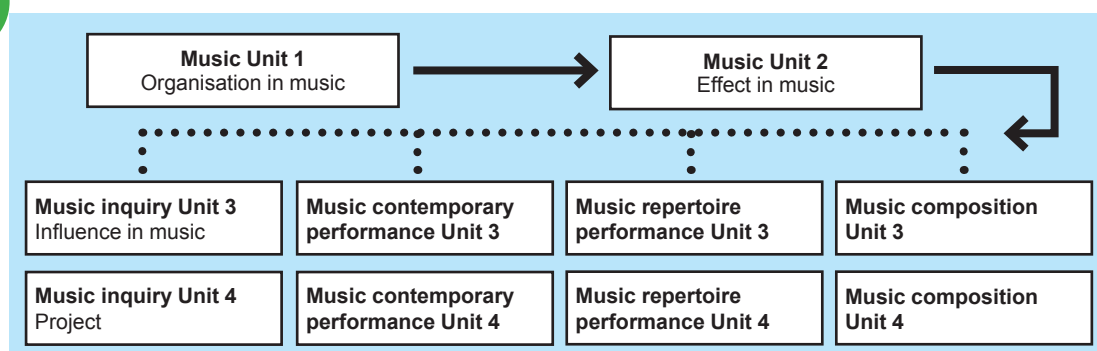 Music Unit 1
Organisation in music
Music Unit 2
Effect in music
Music inquiry Unit 3
Influence in music
Music contemporary
performance Unit 3
Music repertoire
performance Unit 3
Music composition
Unit 3
Music inquiry Unit 4
Project
Music contemporary
performance Unit 4
Music repertoire
performance Unit 4
Music composition
Unit 4